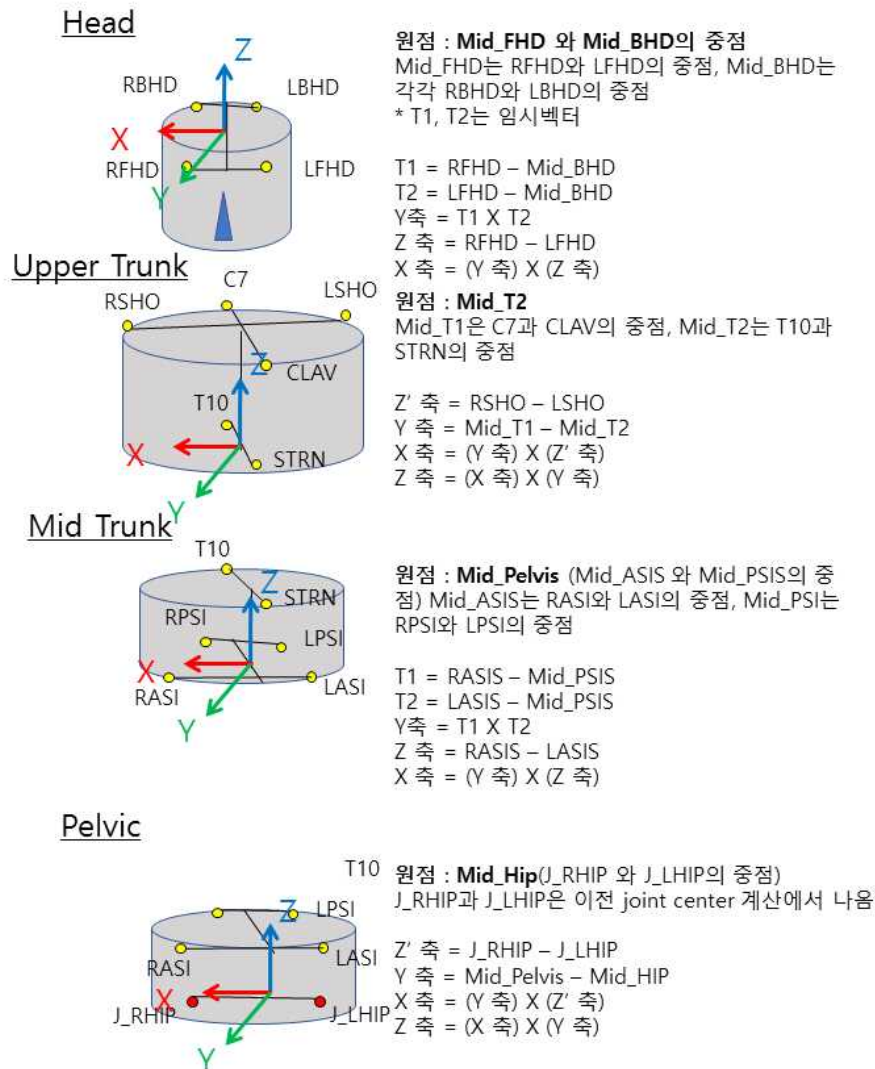 Head
Z
RBHD
LBHD
X
RFHD
LFHD
Y
원점 : Mid_FHD 와 Mid_BHD의 중점
Mid_FHD는 RFHD와 LFHD의 중점, Mid_BHD는
각각 RBHD와 LBHD의 중점
* T1, T2는 임시벡터
T1 = RFHD – Mid_BHD
T2 = LFHD – Mid_BHD
Y축 = T1 X T2
Z 축 = RFHD – LFHD
X 축 = (Y 축) X (Z 축)
Upper Trunk
C7
RSHO
LSHO
Z
CLAV
T10
X
STRN
Y
원점 : Mid_T2
Mid_T1은 C7과 CLAV의 중점, Mid_T2는 T10과
STRN의 중점
Z' 축 = RSHO – LSHO
Y 축 = Mid_T1 – Mid_T2
X 축 = (Y 축) X (Z' 축)
Z 축 = (X 축) X (Y 축)
Mid Trunk
T10
Z
STRN
RPSI
LPSI
X
RASI
LASI
Y
원점 : Mid_Pelvis (Mid_ASIS 와 Mid_PSIS의 중
점) Mid_ASIS는 RASI와 LASI의 중점, Mid_PSI는
RPSI와 LPSI의 중점
T1 = RASIS – Mid_PSIS
T2 = LASIS – Mid_PSIS
Y축 = T1 X T2
Z 축 = RASIS – LASIS
X 축 = (Y 축) X (Z 축)
Pelvic
T10
Z
LPSI
RASI
LASI
X
J_RHIP
J_LHIP
Y
원점 : Mid_Hip(J_RHIP 와 J_LHIP의 중점)
J_RHIP과 J_LHIP은 이전 joint center 계산에서 나옴
Z' 축 = J_RHIP – J_LHIP
Y 축 = Mid_Pelvis – Mid_HIP
X 축 = (Y 축) X (Z' 축)
Z 축 = (X 축) X (Y 축)